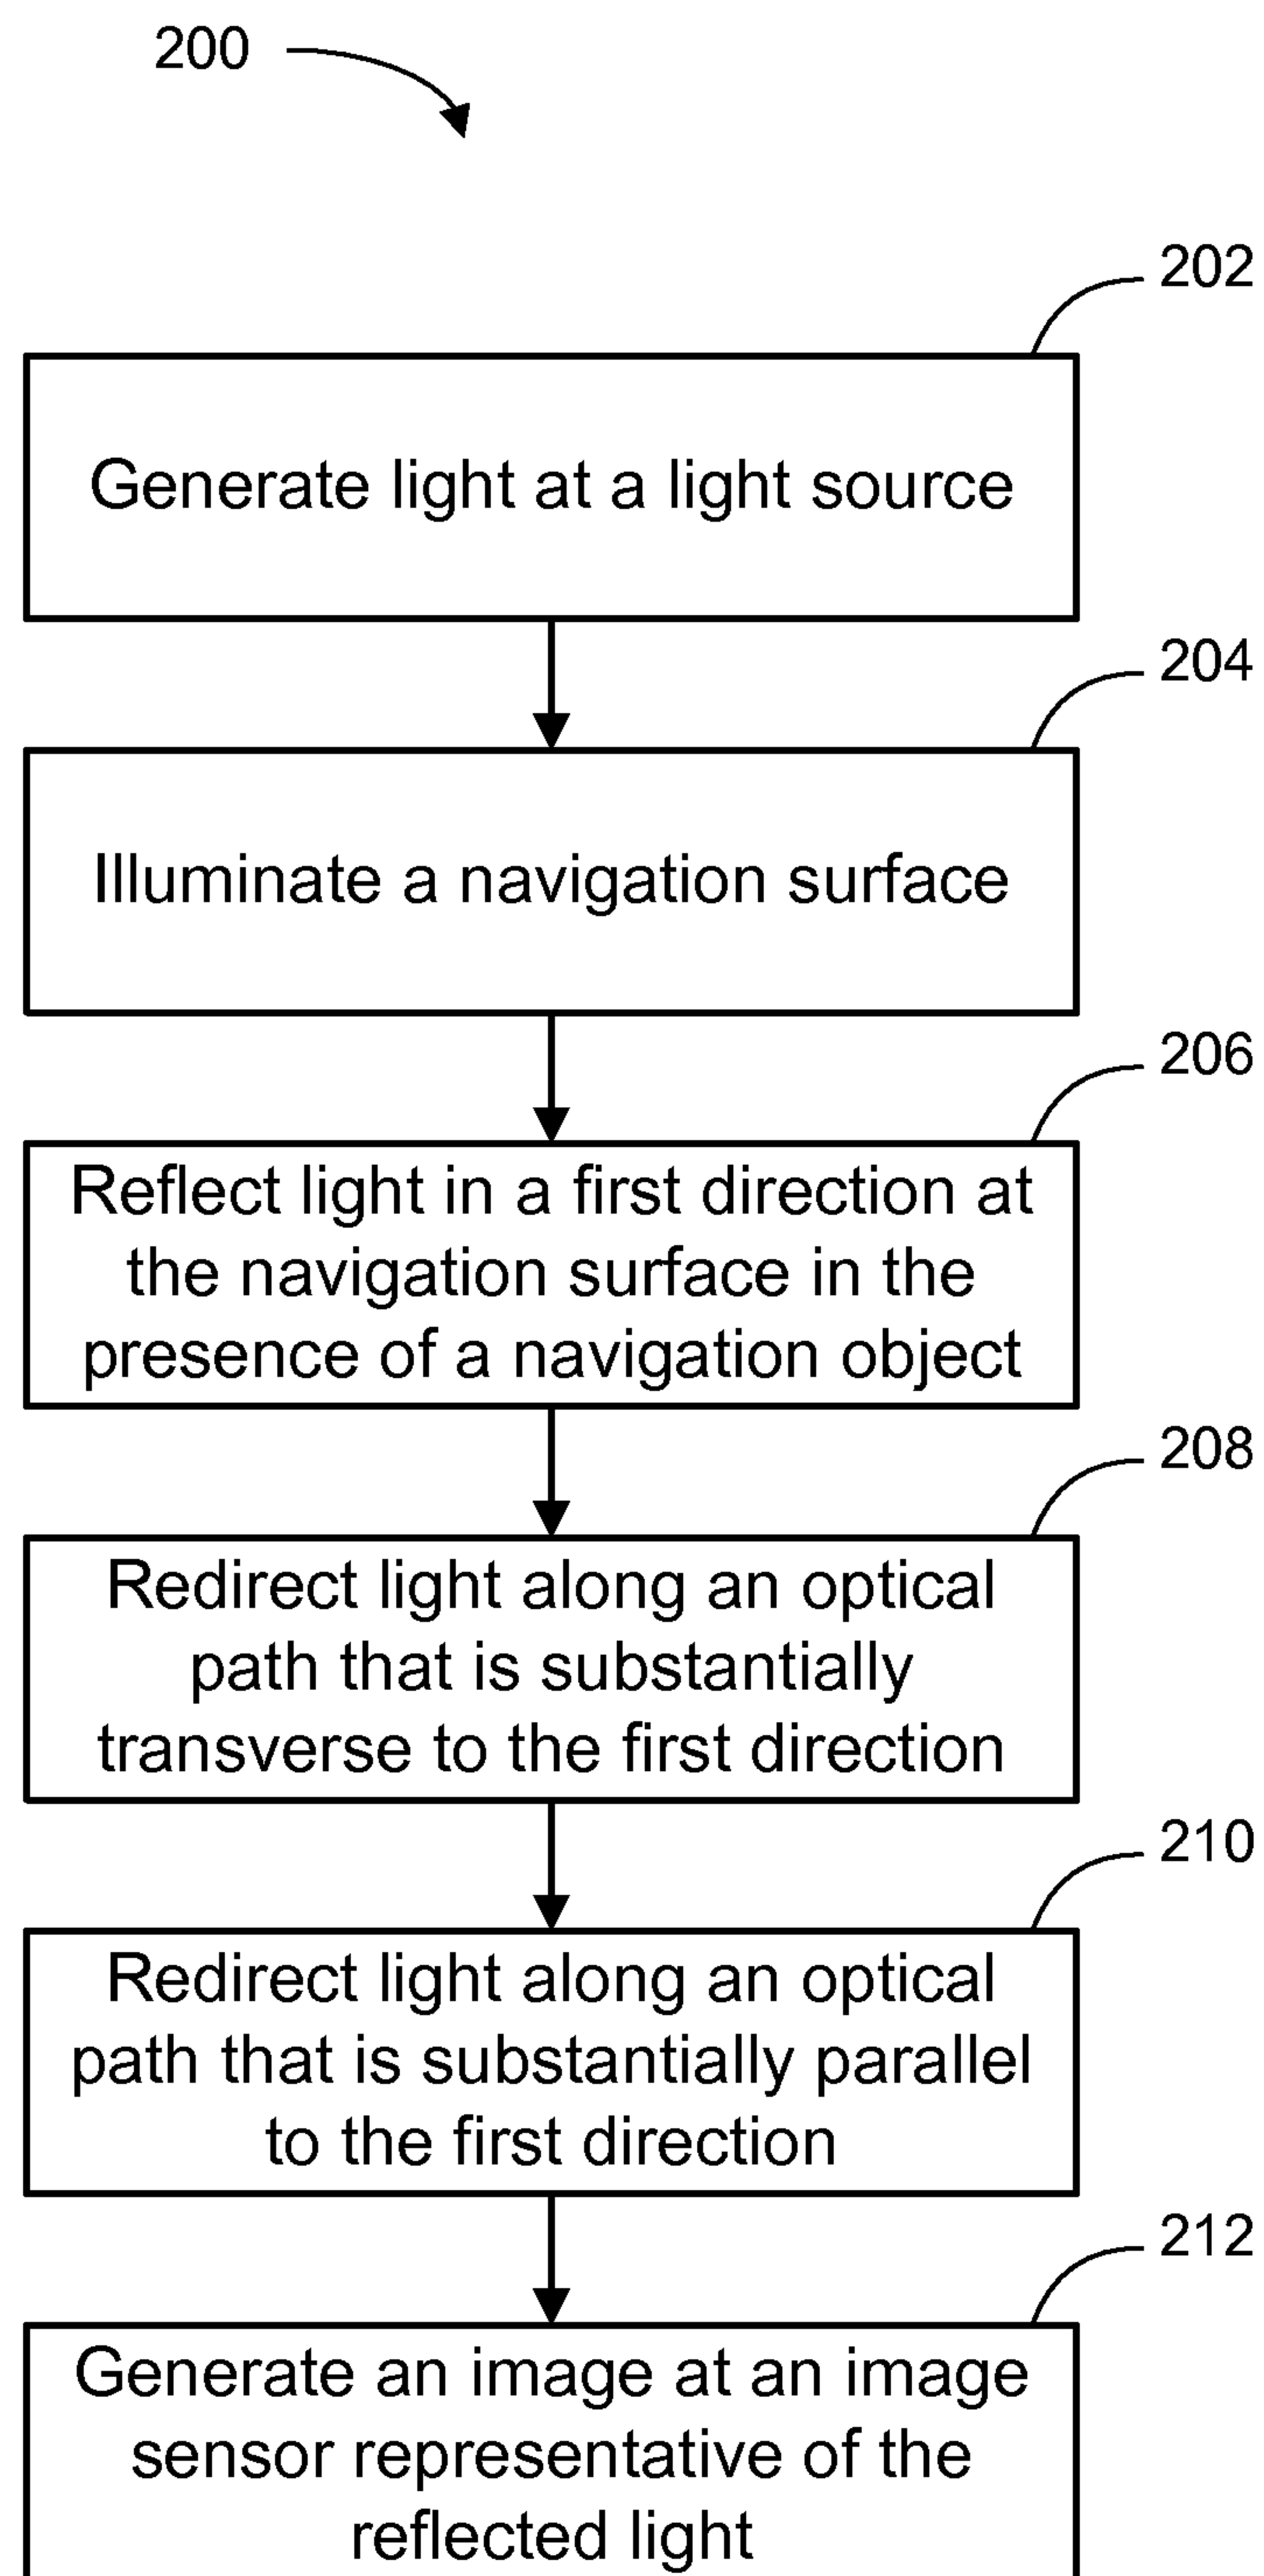 200
202
Generate light at a light source
204
Illuminate a navigation surface
206
Reflect light in a first direction at
the navigation surface in the
presence of a navigation object
208
Redirect light along an optical
path that is substantially
transverse to the first direction
210
Redirect light along an optical
path that is substantially parallel
to the first direction
212
Generate an image at an image
sensor representative of the
reflected light